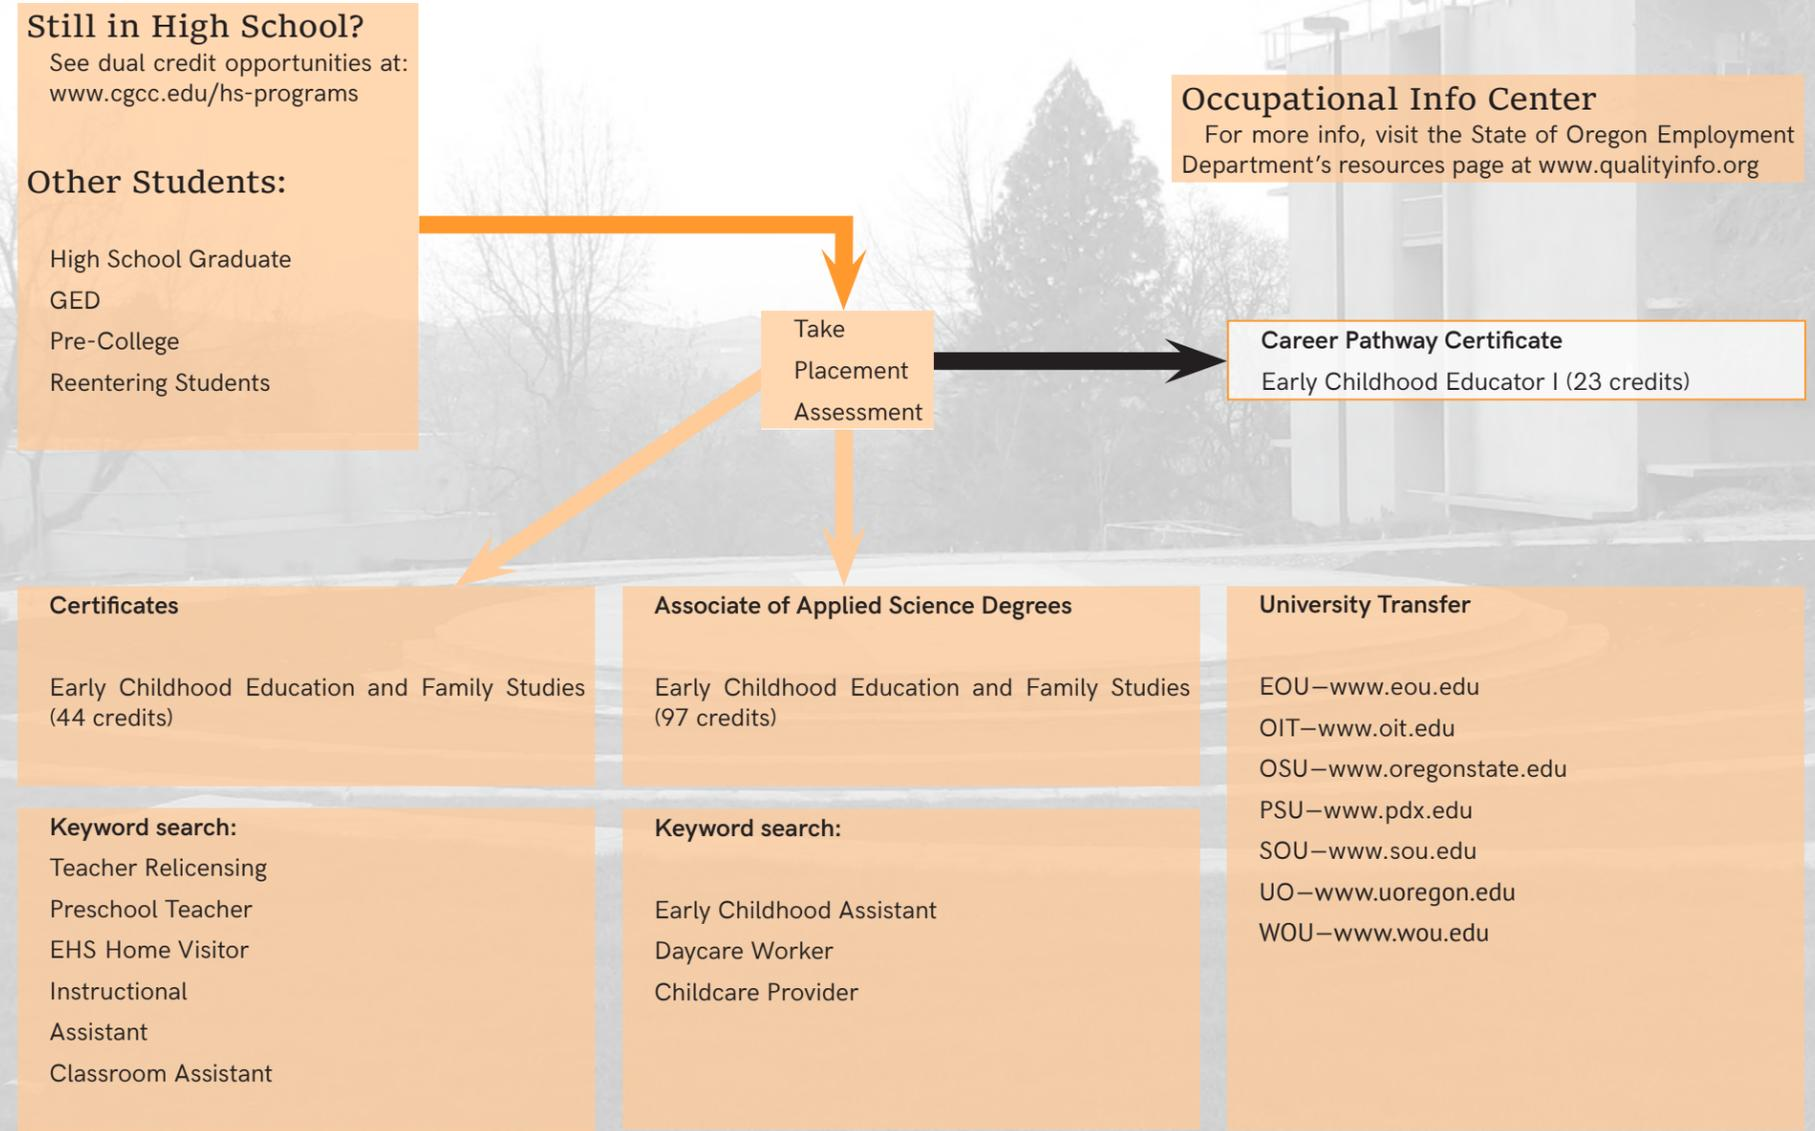 Still in High School?
See dual credit opportunities at:
www.cgcc.edu/hs-programs
Other Students:
High School Graduate
GED
Pre-College
Reentering Students
Occupational Info Center
For more info, visit the State of Oregon Employment
Department’s resources page at www.qualityinfo.org
Take
Placement
Assessment
Career Pathway Certificate
Early Childhood Educator I (23 credits)
Certificates
Early Childhood Education and Family Studies
(44 credits)
Keyword search:
Teacher Relicensing
Preschool Teacher
EHS Home Visitor
Instructional
Assistant
Classroom Assistant
Associate of Applied Science Degrees
Early Childhood Education and Family Studies
(97 credits)
Keyword search:
Early Childhood Assistant
Daycare Worker
Childcare Provider
University Transfer
EOU—www.eou.edu
OIT—www.oit.edu
OSU—www.oregonstate.edu
PSU—www.pdx.edu
SOU—www.sou.edu
UO—www.uoregon.edu
WOU—www.wou.edu